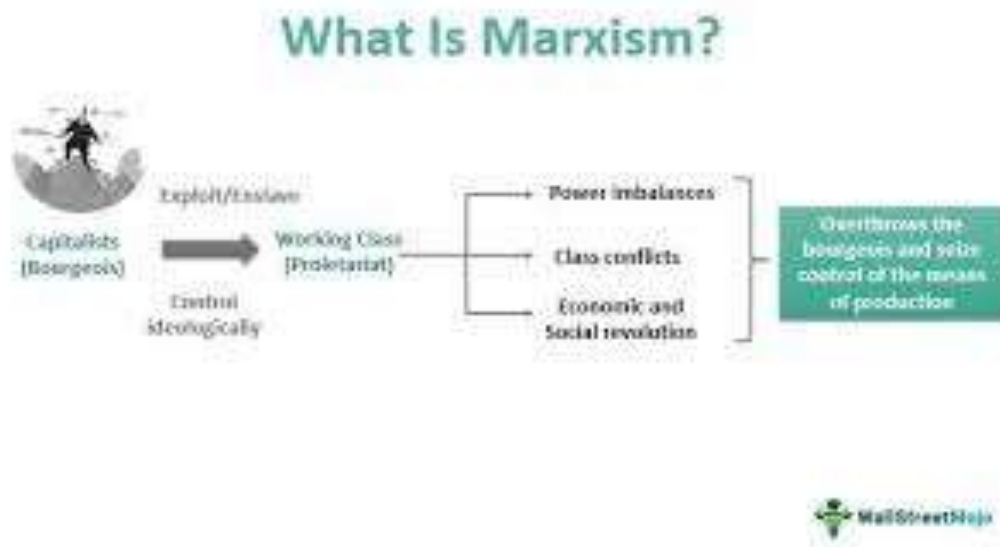 What Is Marxism?
Exploit/Enslave
Capitalists
(Bourgeois)
Working Class
(Proletariat)
Control
ideologically
Power imbalances
Class conflicts
Economic and
Social revolution
Overthrows the
bourgeois and seize
control of the means
of production
WallStreetMojo